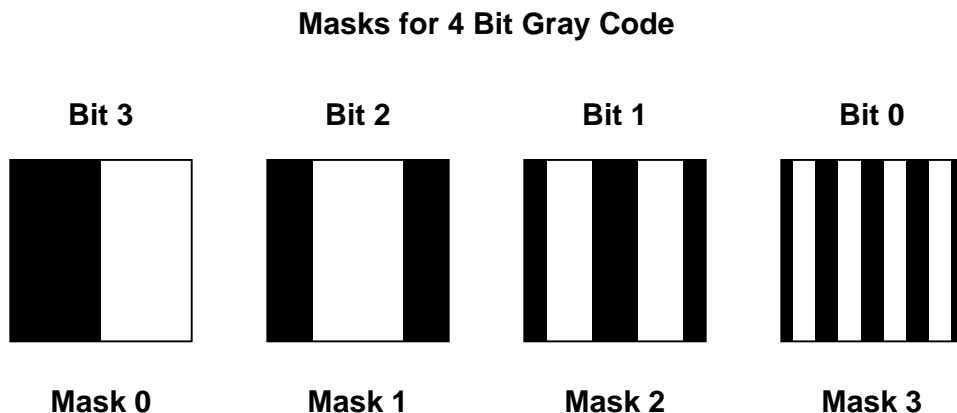 Masks for 4 Bit Gray Code
Bit 3 Bit 2 Bit 1 Bit 0
Mask 0 Mask 1 Mask 2 Mask 3